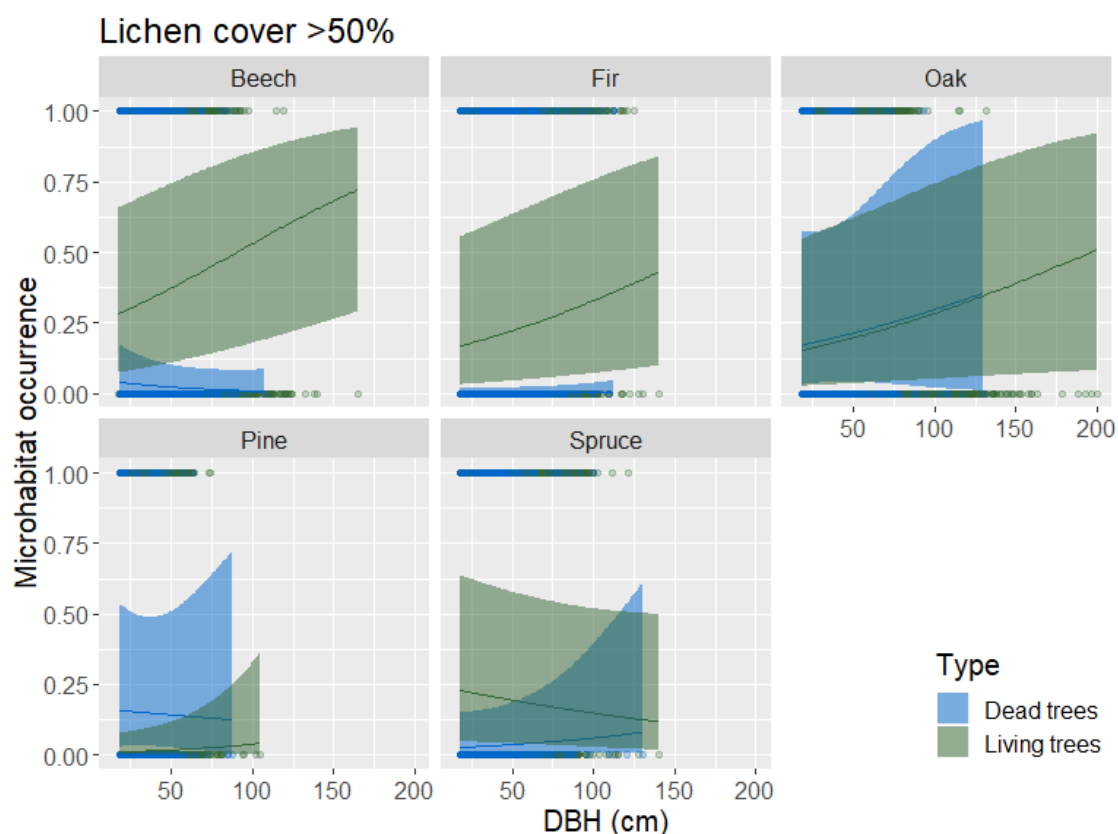 Lichen cover >50%
Beech Fir Oak
1.00
0.75
0.50
0.25
0.00
50 100 150 200
Pine Spruce
1.00
0.75
0.50
0.25
0.00
50 100 150 200 50 100 150 200
Microhabitat occurrence
DBH (cm)
Type
Dead trees
Living trees